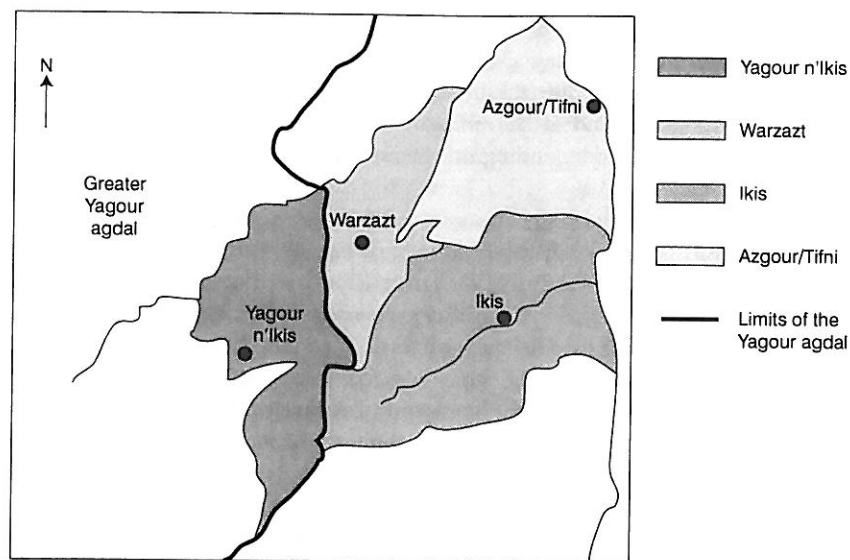 N
Azgour/Tifni
Greater
Yagour
agdal
Warzazt
Ikis
Yagour
n'Ikis
Yagour n'Ikis
Warzazt
Ikis
Azgour/Tifni
Limits of the
Yagour agdal